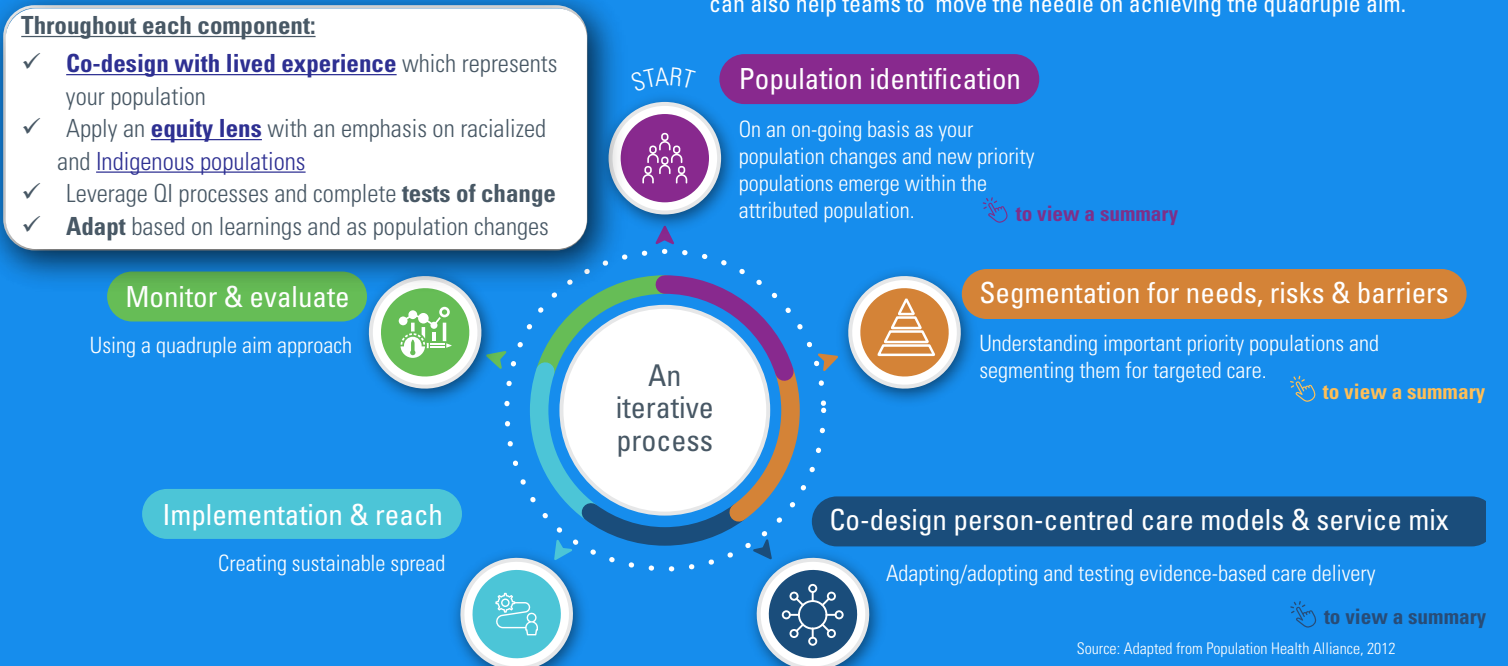 can also help teams to move the needle on achieving the quadruple aim.
Throughout each component:
✓ Co-design with lived experience which represents
your population
✓ Apply an equity lens with an emphasis on racialized
and Indigenous populations
✓ Leverage QI processes and complete tests of change
✓ Adapt based on learnings and as population changes
START
Population identification
On an on-going basis as your
population changes and new priority
populations emerge within the
attributed population.
to view a summary
Segmentation for needs, risks & barriers
Understanding important priority populations and
segmenting them for targeted care.
to view a summary
Co-design person-centred care models & service mix
Adapting/adopting and testing evidence-based care delivery
to view a summary
Implementation & reach
Creating sustainable spread
Monitor & evaluate
Using a quadruple aim approach
An
iterative
process
Source: Adapted from Population Health Alliance, 2012